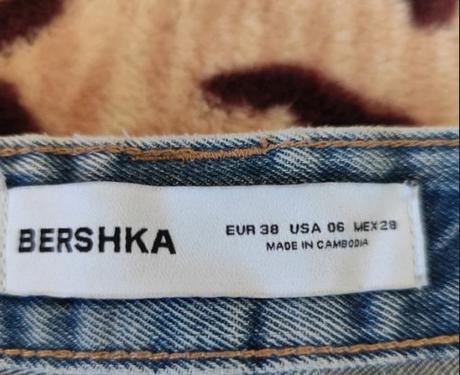 BERSHKA
EUR 38 USA 06 MEX 28
MADE IN CAMBODIA